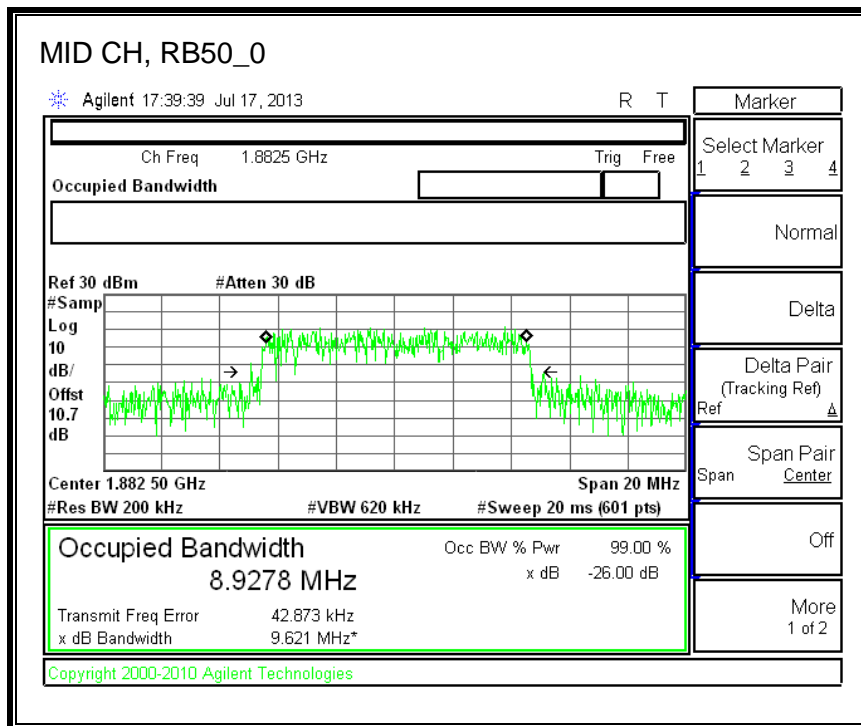 MID CH, RB50_0
Agilent 17:39:39 Jul 17, 2013 R T
Ch Freq 1.8825 GHz Trig Free
Occupied Bandwidth
Ref 30 dBm #Atten 30 dB
#Samp
Log
10
dB/
Offst
10.7
dB
Center 1.882 50 GHz Span 20 MHz
#Res BW 200 kHz #VBW 620 kHz #Sweep 20 ms (601 pts)
Occupied Bandwidth Occ BW % Pwr 99.00 %
8.9278 MHz x dB -26.00 dB
Transmit Freq Error 42.873 kHz
x dB Bandwidth 9.621 MHz*
Copyright 2000-2010 Agilent Technologies
Marker
Select Marker
1 2 3 4
Normal
Delta
Delta Pair
(Tracking Ref)
Ref Δ
Span Pair
Span Center
Off
More
1 of 2